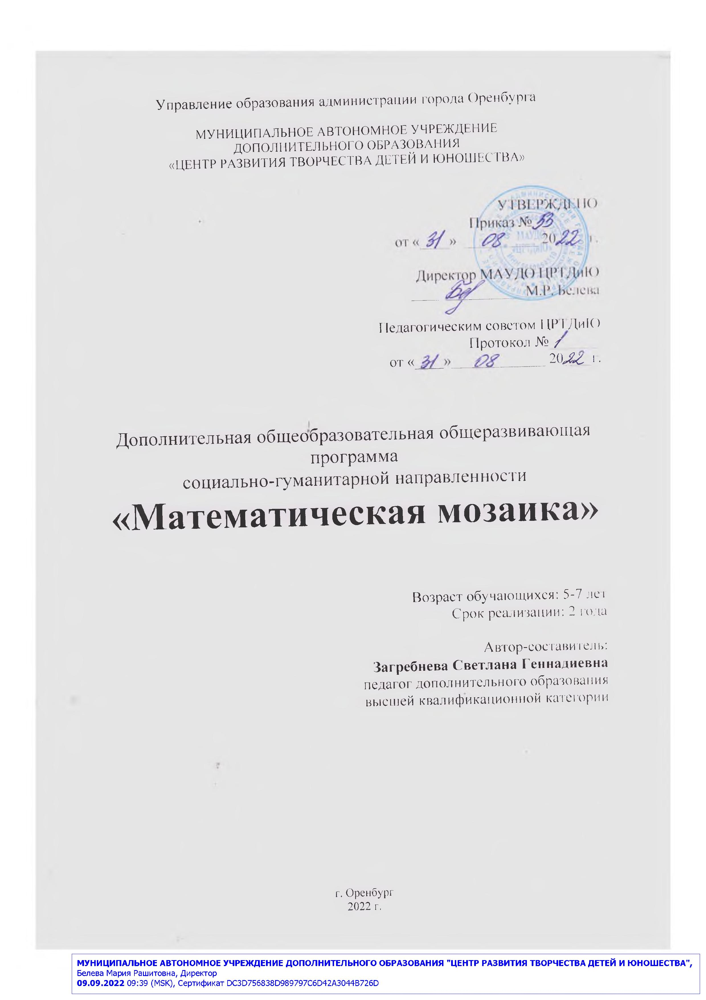 Управление образования администрации города Оренбурга
МУНИЦИПАЛЬНОЕ АВТОНОМНОЕ УЧРЕЖДЕНИЕ
ДОПОЛНИТЕЛЬНОГО ОБРАЗОВАНИЯ
«ЦЕНТР РАЗВИТИЯ ТВОРЧЕСТВА ДЕТЕЙ И ЮНОШЕСТВА»
УТВЕРЖДЕНО
Приказ № 53
от « 31 » 08 2022 г.
Директор МАУДО ЦРТДиЮ
М.Р. Белева
Педагогическим советом ЦРТДиЮ
Протокол № 1
от « 31 » 08 2022 г.
Дополнительная общеобразовательная общеразвивающая
программа
социально-гуманитарной направленности
«Математическая мозаика»
Возраст обучающихся: 5-7 лет
Срок реализации: 2 года
Автор-составитель:
Загребнева Светлана Геннадиевна
педагог дополнительного образования
высшей квалификационной категории
г. Оренбург
2022 г.
МУНИЦИПАЛЬНОЕ АВТОНОМНОЕ УЧРЕЖДЕНИЕ ДОПОЛНИТЕЛЬНОГО ОБРАЗОВАНИЯ "ЦЕНТР РАЗВИТИЯ ТВОРЧЕСТВА ДЕТЕЙ И ЮНОШЕСТВА",
Белева Мария Рашитовна, Директор
09.09.2022 09:39 (MSK), Сертификат DC3D756838D989797C6D42A3044B726D